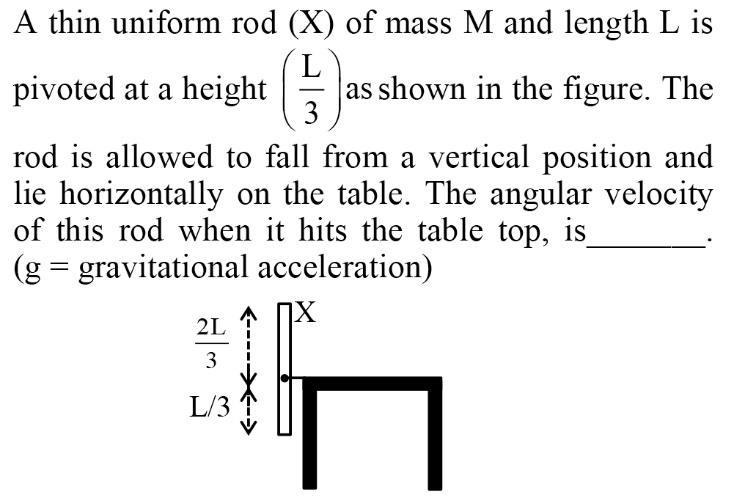 A thin uniform rod (X) of mass M and length L is
pivoted at a height (L/3) as shown in the figure. The
rod is allowed to fall from a vertical position and
lie horizontally on the table. The angular velocity
of this rod when it hits the table top, is_______.
(g = gravitational acceleration)
X
2L
3
L/3